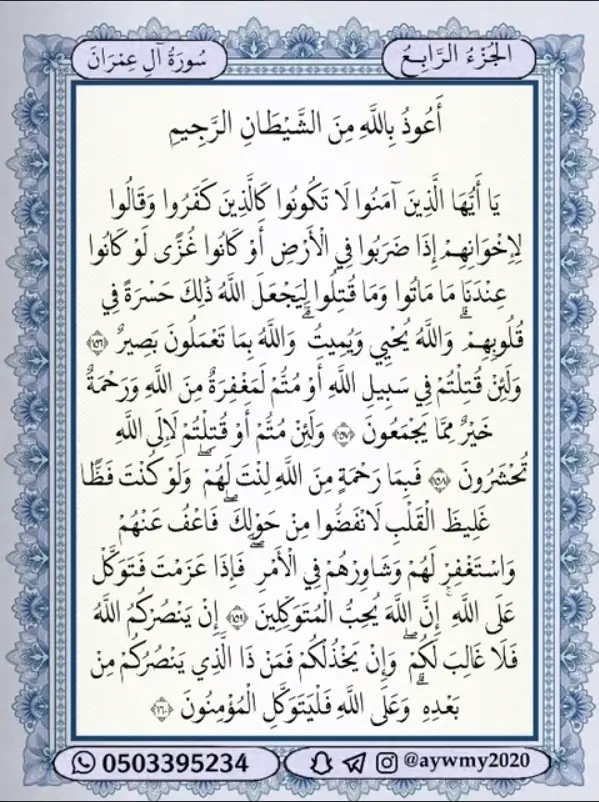 الجُزْءُ الرَّابِعُ
سُورَةُ آلِ عِمْرَانَ
أَعُوذُ بِاللَّهِ مِنَ الشَّيْطَانِ الرَّجِيمِ
يَا أَيُّهَا الَّذِينَ آمَنُوا لَا تَكُونُوا كَالَّذِينَ كَفَرُوا وَقَالُوا
لِإِخْوَانِهِمْ إِذَا ضَرَبُوا فِي الْأَرْضِ أَوْ كَانُوا غُزًّى لَوْ كَانُوا
عِنْدَنَا مَا مَاتُوا وَمَا قُتِلُوا لِيَجْعَلَ اللَّهُ ذَٰلِكَ حَسْرَةً فِي
قُلُوبِهِمْ ۗ وَاللَّهُ يُحْيِي وَيُمِيتُ ۗ وَاللَّهُ بِمَا تَعْمَلُونَ بَصِيرٌ ﴿١٥٦﴾
وَلَئِنْ قُتِلْتُمْ فِي سَبِيلِ اللَّهِ أَوْ مُتُّمْ لَمَغْفِرَةٌ مِنَ اللَّهِ وَرَحْمَةٌ
خَيْرٌ مِمَّا يَجْمَعُونَ ﴿١٥٧﴾ وَلَئِنْ مُتُّمْ أَوْ قُتِلْتُمْ لَإِلَى اللَّهِ
تُحْشَرُونَ ﴿١٥٨﴾ فَبِمَا رَحْمَةٍ مِنَ اللَّهِ لِنْتَ لَهُمْ ۖ وَلَوْ كُنْتَ فَظًّا
غَلِيظَ الْقَلْبِ لَانْفَضُّوا مِنْ حَوْلِكَ ۖ فَاعْفُ عَنْهُمْ
وَاسْتَغْفِرْ لَهُمْ وَشَاوِرْهُمْ فِي الْأَمْرِ ۖ فَإِذَا عَزَمْتَ فَتَوَكَّلْ
عَلَى اللَّهِ ۚ إِنَّ اللَّهَ يُحِبُّ الْمُتَوَكِّلِينَ ﴿١٥٩﴾ إِنْ يَنْصُرْكُمُ اللَّهُ
فَلَا غَالِبَ لَكُمْ ۖ وَإِنْ يَخْذُلْكُمْ فَمَنْ ذَا الَّذِي يَنْصُرُكُمْ مِنْ
بَعْدِهِ ۗ وَعَلَى اللَّهِ فَلْيَتَوَكَّلِ الْمُؤْمِنُونَ ﴿١٦٠﴾
0503395234
@aywmy2020